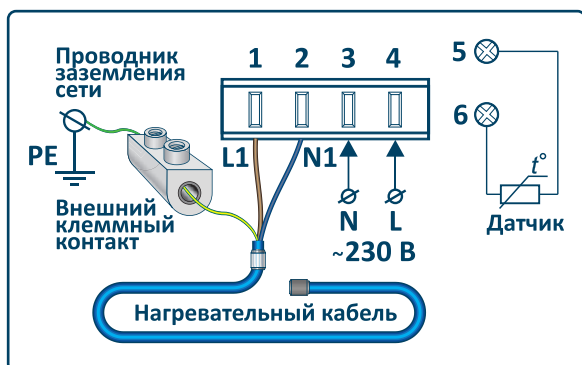 Проводник
заземления
сети
1 2 3 4
5
6
PE
L1 N1
t°
Внешний
клеммный
контакт
N L
~230 В
Датчик
Нагревательный кабель